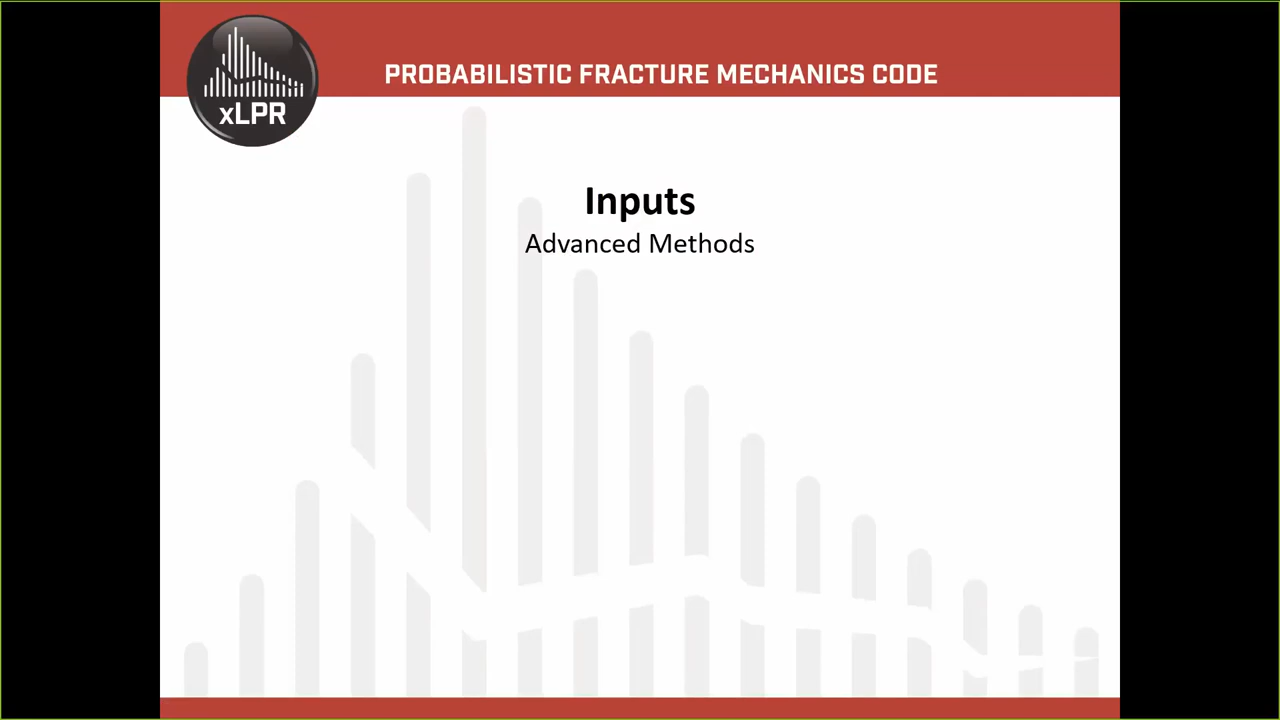 xLPR
PROBABILISTIC FRACTURE MECHANICS CODE
Inputs
Advanced Methods